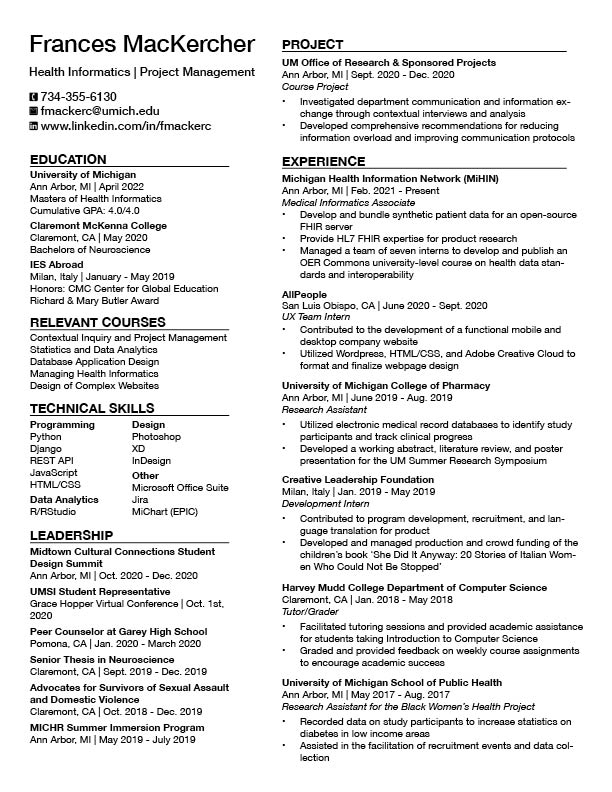 Frances MacKercher
Health Informatics | Project Management
734-355-6130
fmackerc@umich.edu
www.linkedin.com/in/fmackerc
EDUCATION
University of Michigan
Ann Arbor, MI | April 2022
Masters of Health Informatics
Cumulative GPA: 4.0/4.0
Claremont McKenna College
Claremont, CA | May 2020
Bachelors of Neuroscience
IES Abroad
Milan, Italy | January - May 2019
Honors: CMC Center for Global Education
Richard & Mary Butler Award
RELEVANT COURSES
Contextual Inquiry and Project Management
Statistics and Data Analytics
Database Application Design
Managing Health Informatics
Design of Complex Websites
TECHNICAL SKILLS
Programming
Python
Django
REST API
JavaScript
HTML/CSS
Data Analytics
R/RStudio
Design
Photoshop
XD
InDesign
Other
Microsoft Office Suite
Jira
MiChart (EPIC)
LEADERSHIP
Midtown Cultural Connections Student
Design Summit
Ann Arbor, MI | Oct. 2020 - Dec. 2020
UMSI Student Representative
Grace Hopper Virtual Conference | Oct. 1st,
2020
Peer Counselor at Garey High School
Pomona, CA | Jan. 2020 - March 2020
Senior Thesis in Neuroscience
Claremont, CA | Sept. 2019 - Dec. 2019
Advocates for Survivors of Sexual Assault
and Domestic Violence
Claremont, CA | Oct. 2018 - Dec. 2019
MICHR Summer Immersion Program
Ann Arbor, MI | May 2019 - July 2019
PROJECT
UM Office of Research & Sponsored Projects
Ann Arbor, MI | Sept. 2020 - Dec. 2020
Course Project
• Investigated department communication and information ex-
change through contextual interviews and analysis
• Developed comprehensive recommendations for reducing
information overload and improving communication protocols
EXPERIENCE
Michigan Health Information Network (MiHIN)
Ann Arbor, MI | Feb. 2021 - Present
Medical Informatics Associate
• Develop and bundle synthetic patient data for an open-source
FHIR server
• Provide HL7 FHIR expertise for product research
• Managed a team of seven interns to develop and publish an
OER Commons university-level course on health data stan-
dards and interoperability
AllPeople
San Luis Obispo, CA | June 2020 - Sept. 2020
UX Team Intern
• Contributed to the development of a functional mobile and
desktop company website
• Utilized Wordpress, HTML/CSS, and Adobe Creative Cloud to
format and finalize webpage design
University of Michigan College of Pharmacy
Ann Arbor, MI | June 2019 - Aug. 2019
Research Assistant
• Utilized electronic medical record databases to identify study
participants and track clinical progress
• Developed a working abstract, literature review, and poster
presentation for the UM Summer Research Symposium
Creative Leadership Foundation
Milan, Italy | Jan. 2019 - May 2019
Development Intern
• Contributed to program development, recruitment, and lan-
guage translation for product
• Developed and managed production and crowd funding of the
children’s book ‘She Did It Anyway: 20 Stories of Italian Wom-
en Who Could Not Be Stopped’
Harvey Mudd College Department of Computer Science
Claremont, CA | Jan. 2018 - May 2018
Tutor/Grader
• Facilitated tutoring sessions and provided academic assistance
for students taking Introduction to Computer Science
• Graded and provided feedback on weekly course assignments
to encourage academic success
University of Michigan School of Public Health
Ann Arbor, MI | May 2017 - Aug. 2017
Research Assistant for the Black Women’s Health Project
• Recorded data on study participants to increase statistics on
diabetes in low income areas
• Assisted in the facilitation of recruitment events and data col-
lection